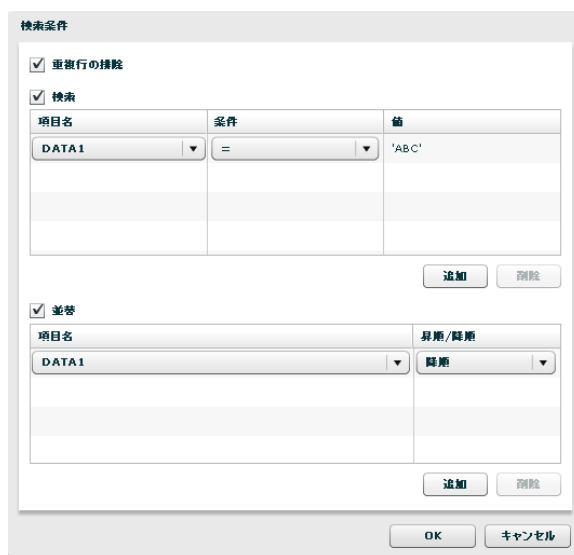 検索条件
重複行の排除
検索
項目名 条件 値
DATA1 = 'ABC'
追加 削除
並替
項目名 昇順/降順
DATA1 降順
追加 削除
OK キャンセル